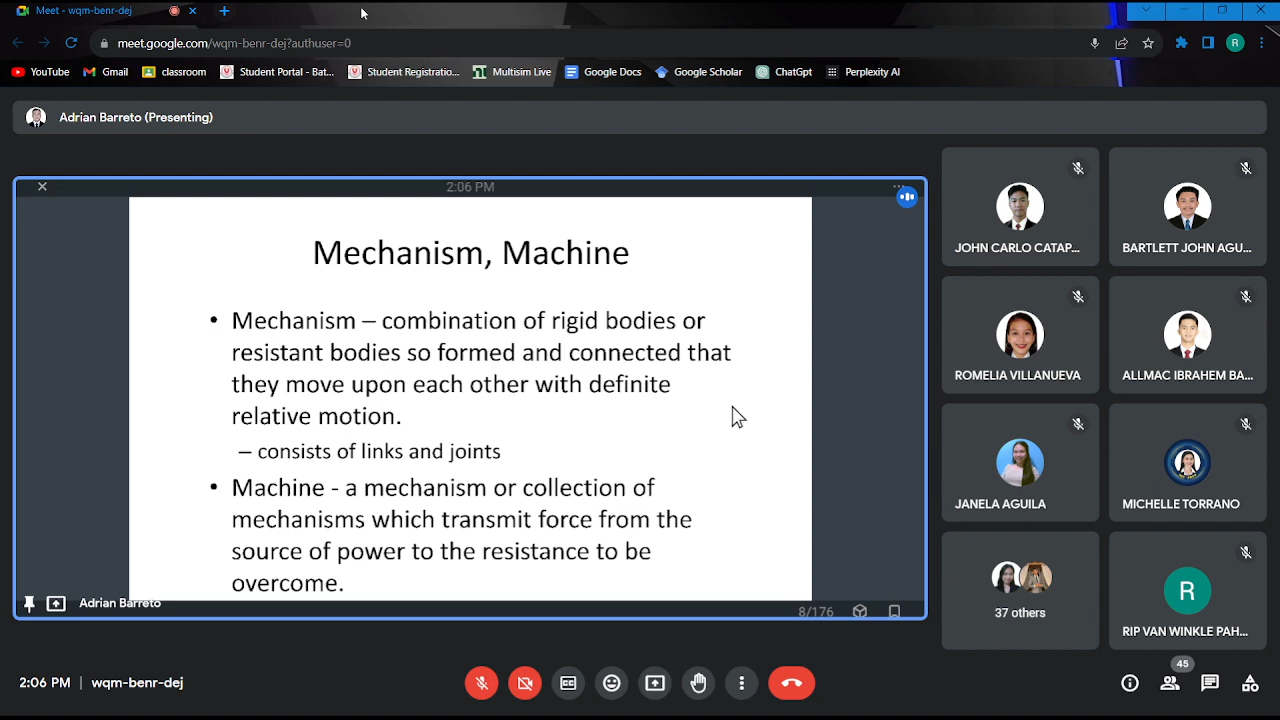 Meet - wqm-benr-dej
meet.google.com/wqm-benr-dej?authuser=0
R
YouTube
Gmail
classroom
Student Portal - Bat...
Student Registratio...
Multisim Live
Google Docs
Google Scholar
ChatGpt
Perplexity AI
Adrian Barreto (Presenting)
2:06 PM
Mechanism, Machine
• Mechanism – combination of rigid bodies or
resistant bodies so formed and connected that
they move upon each other with definite
relative motion.
– consists of links and joints
• Machine - a mechanism or collection of
mechanisms which transmit force from the
source of power to the resistance to be
overcome.
Adrian Barreto
8/176
JOHN CARLO CATAP...
BARTLETT JOHN AGU...
ROMELIA VILLANUEVA
ALLMAC IBRAHEM BA...
JANELA AGUILA
MICHELLE TORRANO
37 others
R
RIP VAN WINKLE PAH...
2:06 PM | wqm-benr-dej
45